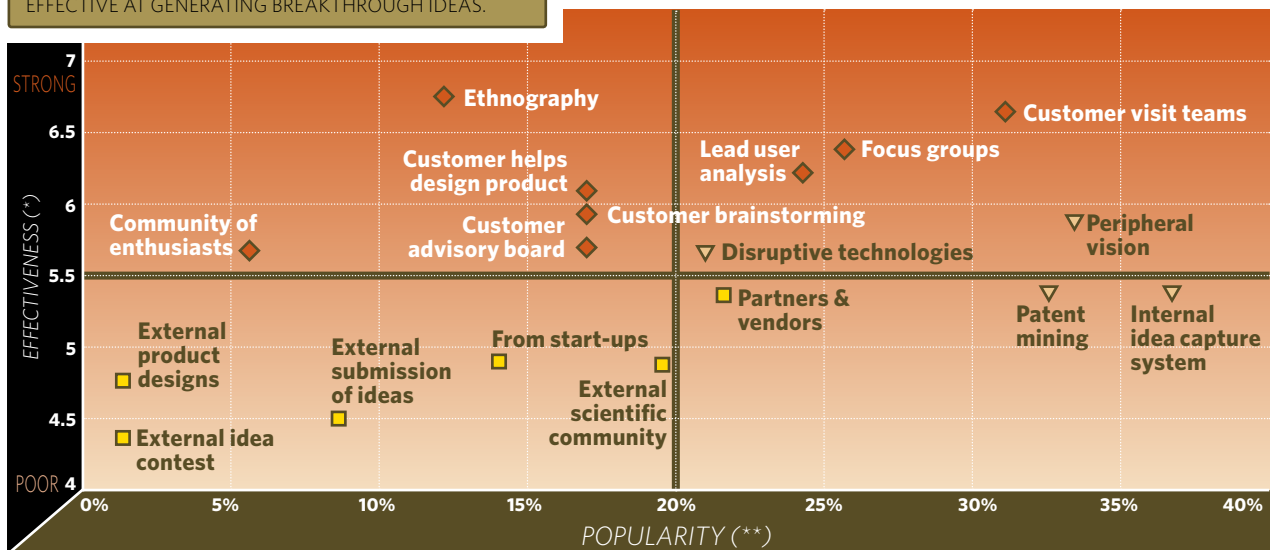 EFFECTIVE AT GENERATING BREAKTHROUGH IDEAS.
7
STRONG
6.5
6
5.5
5
4.5
POOR 4
EFFECTIVENESS (*)
Ethnography
Customer visit teams
Lead user
analysis
Focus groups
Customer helps
design product
Customer brainstorming
Community of
enthusiasts
Customer
advisory board
Peripheral
vision
Disruptive technologies
Partners &
vendors
Patent
mining
Internal
idea capture
system
External
product
designs
External
submission
of ideas
From start-ups
External
scientific
community
External idea
contest
0%
5%
10%
15%
20%
25%
30%
35%
40%
POPULARITY (**)